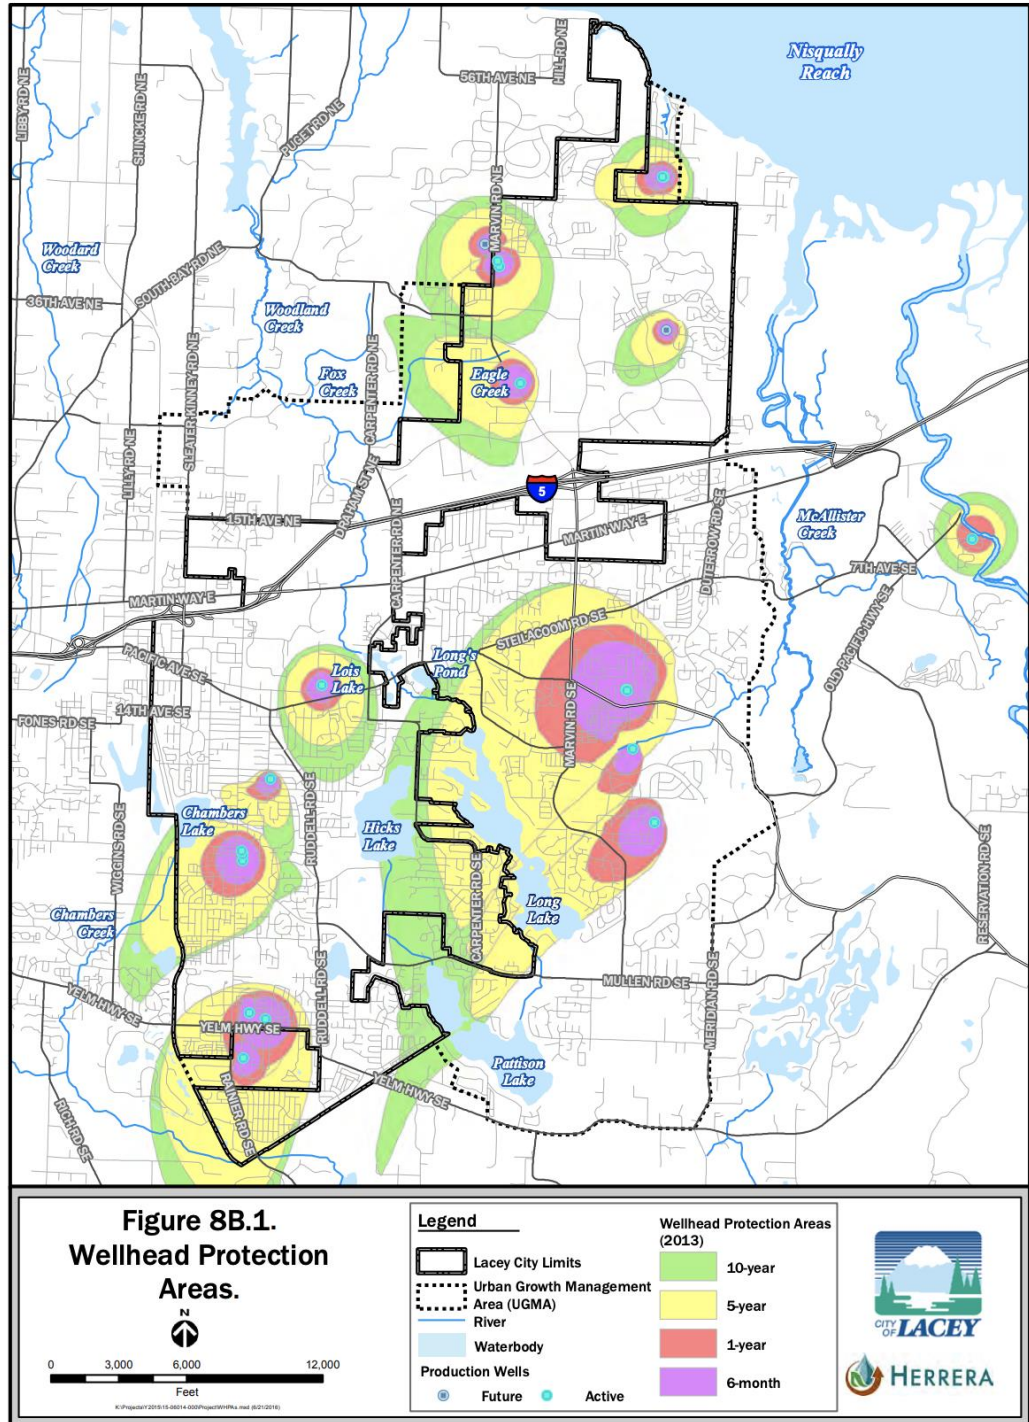 Nisqually
Reach
56TH AVE NE
HILL RD NE
LIBBY RD NE
SHINCKE RD NE
PUGET RD NE
MARVIN RD NE
Woodard
Creek
SOUTH BAY RD NE
36TH AVE NE
Woodland
Creek
SLEATER KINNEY RD NE
Fox
Creek
CARPENTER RD NE
Eagle
Creek
LILLY RD NE
DRAHAM ST NE
5
15TH AVE NE
CARPENTER RD NE
MARTIN WAY E
DUTERROW RD SE
McAllister
Creek
7TH AVE SE
MARTIN WAY E
STEILACOOM RD SE
OLD PACIFIC HWY SE
PACIFIC AVE SE
Lois
Lake
Long's
Pond
14TH AVE SE
FONES RD SE
MARVIN RD SE
RUDDELL RD SE
Chambers
Lake
Hicks
Lake
WIGGINS RD SE
CARPENTER RD SE
RESERVATION RD SE
Long
Lake
Chambers
Creek
RUDDELL RD SE
MULLEN RD SE
YELM HWY SE
YELM HWY SE
MERIDIAN RD SE
Pattison
Lake
YELM HWY SE
RAINIER RD SE
RICH RD SE
Figure 8B.1.
Wellhead Protection
Areas.
N
0 3,000 6,000 12,000
Feet
Legend
Lacey City Limits
Urban Growth Management
Area (UGMA)
River
Waterbody
Production Wells
Future Active
Wellhead Protection Areas
(2013)
10-year
5-year
1-year
6-month
CITY
OF LACEY
HERRERA